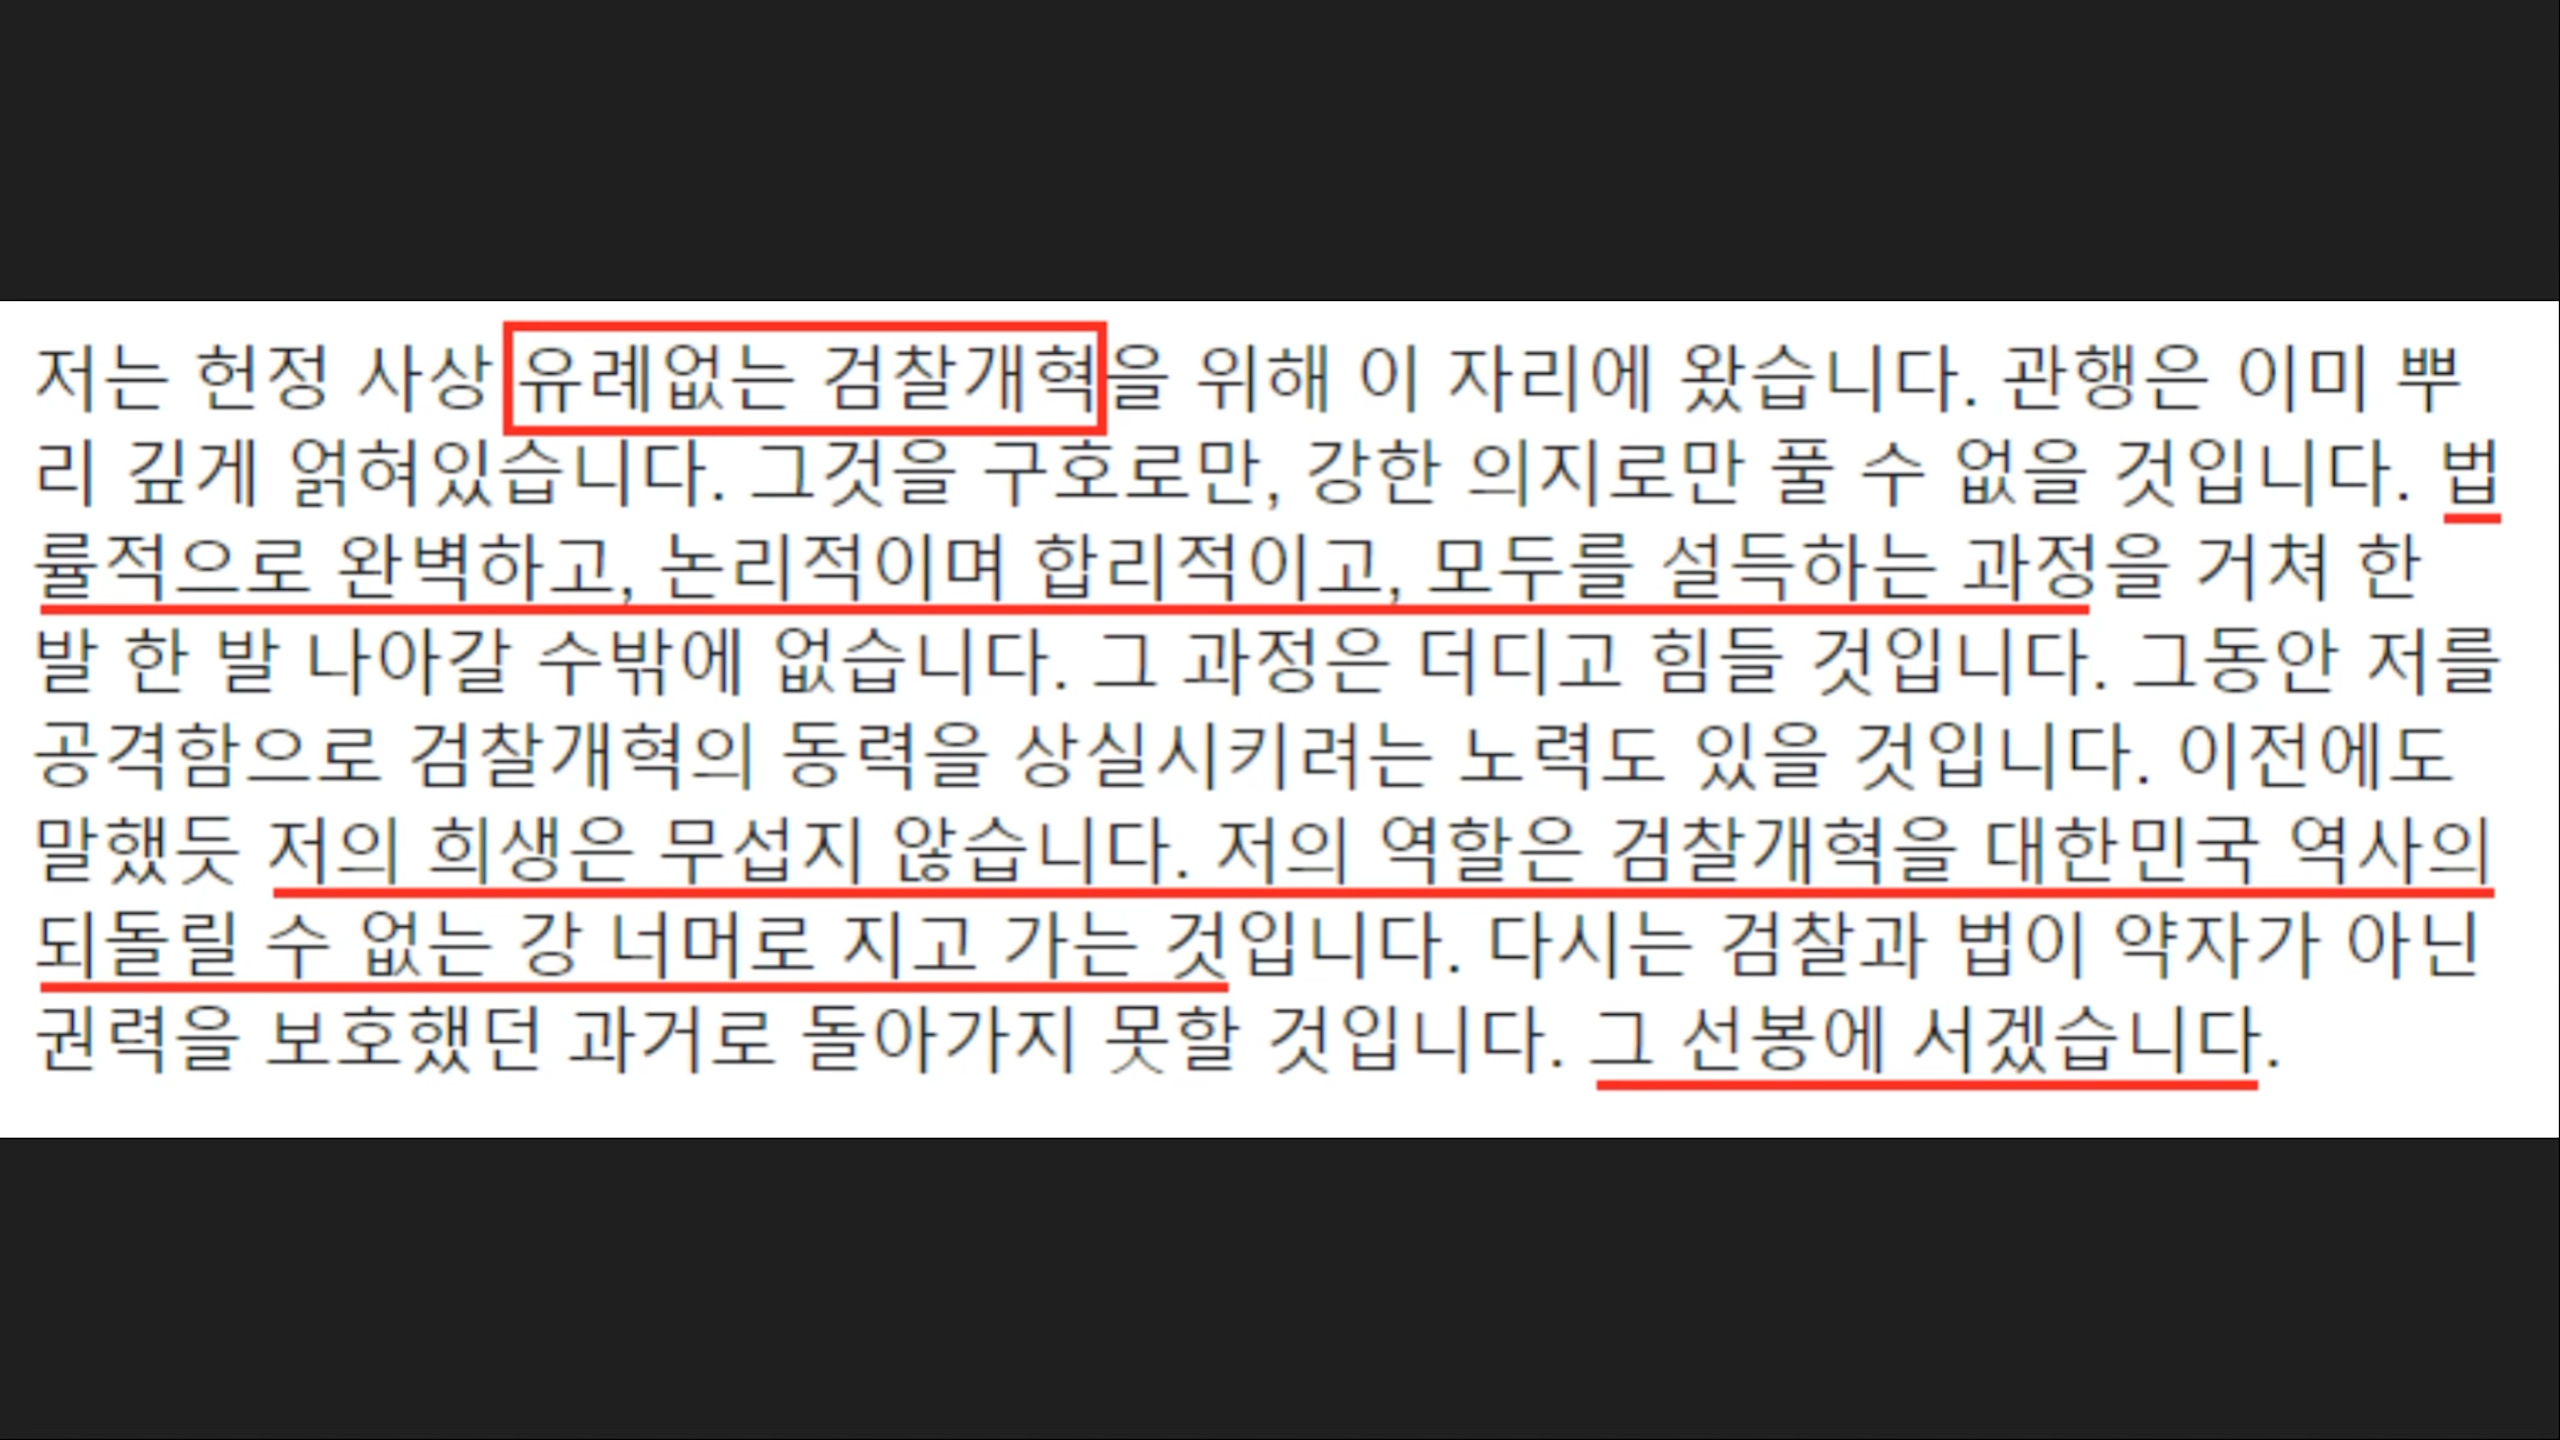 저는 헌정 사상 유례없는 검찰개혁을 위해 이 자리에 왔습니다. 관행은 이미 뿌
리 깊게 얽혀있습니다. 그것을 구호로만, 강한 의지로만 풀 수 없을 것입니다. 법
률적으로 완벽하고, 논리적이며 합리적이고, 모두를 설득하는 과정을 거쳐 한
발 한 발 나아갈 수밖에 없습니다. 그 과정은 더디고 힘들 것입니다. 그동안 저를
공격함으로 검찰개혁의 동력을 상실시키려는 노력도 있을 것입니다. 이전에도
말했듯 저의 희생은 무섭지 않습니다. 저의 역할은 검찰개혁을 대한민국 역사의
되돌릴 수 없는 강 너머로 지고 가는 것입니다. 다시는 검찰과 법이 약자가 아닌
권력을 보호했던 과거로 돌아가지 못할 것입니다. 그 선봉에 서겠습니다.